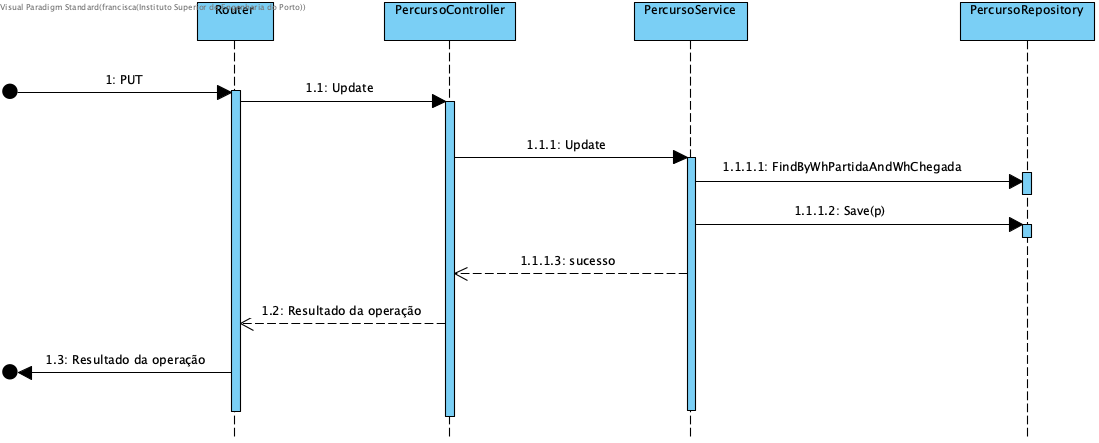 Visual Paradigm Standard(francisca(Instituto Superior de Engenharia do Porto))
Router
PercursoController
PercursoService
PercursoRepository
1: PUT
1.1: Update
1.1.1: Update
1.1.1.1: FindByWhPartidaAndWhChegada
1.1.1.2: Save(p)
1.1.1.3: sucesso
1.2: Resultado da operação
1.3: Resultado da operação